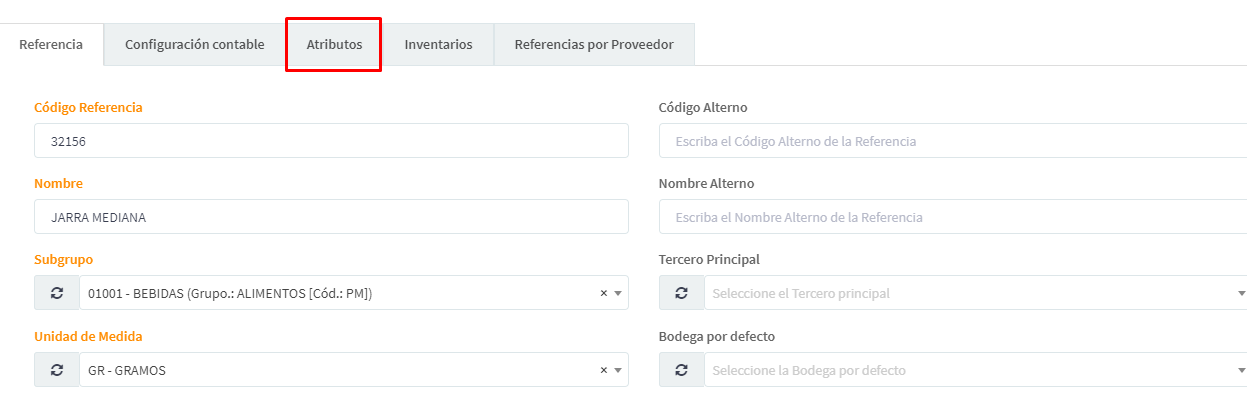 Referencia Configuración contable Atributos Inventarios Referencias por Proveedor
Código Referencia
32156
Código Alterno
Escriba el Código Alterno de la Referencia
Nombre
JARRA MEDIANA
Nombre Alterno
Escriba el Nombre Alterno de la Referencia
Subgrupo
01001 - BEBIDAS (Grupo.: ALIMENTOS [Cód.: PM])
Tercero Principal
Seleccione el Tercero principal
Unidad de Medida
GR - GRAMOS
Bodega por defecto
Seleccione la Bodega por defecto